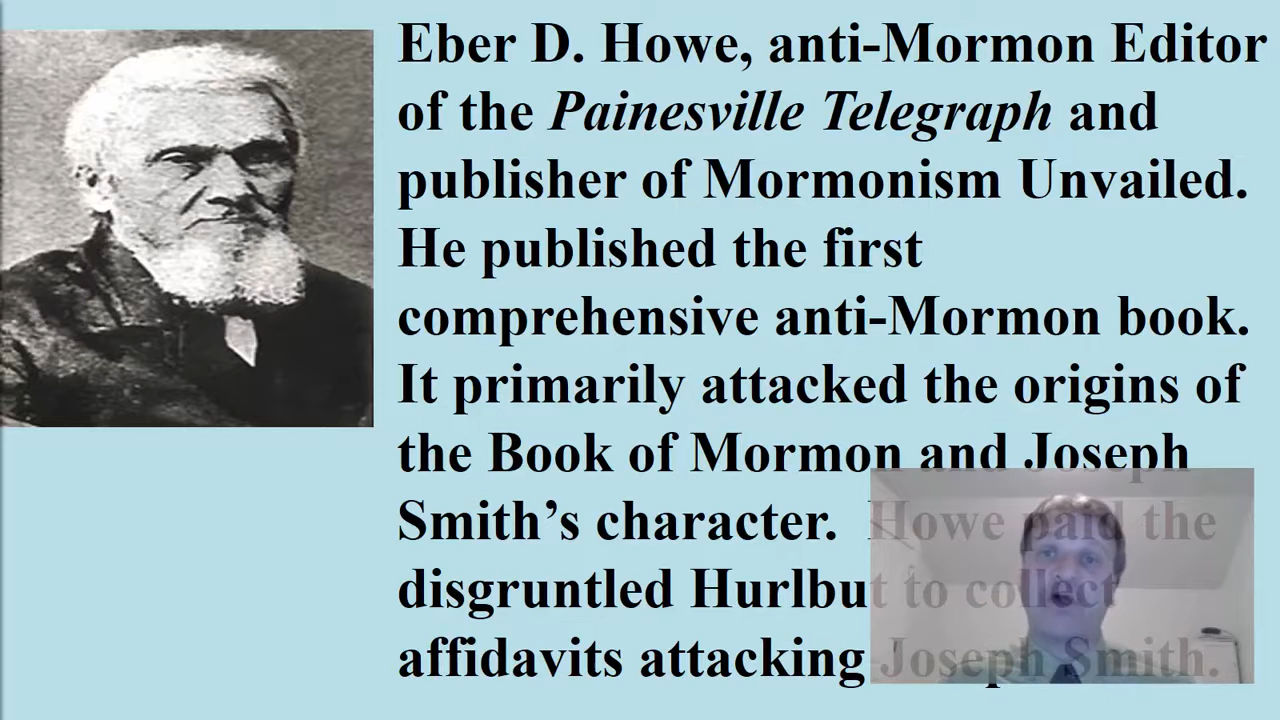 Eber D. Howe, anti-Mormon Editor
of the Painesville Telegraph and
publisher of Mormonism Unvailed.
He published the first
comprehensive anti-Mormon book.
It primarily attacked the origins of
the Book of Mormon and Joseph
Smith’s character. Howe paid the
disgruntled Hurlbut to collect
affidavits attacking Joseph Smith.